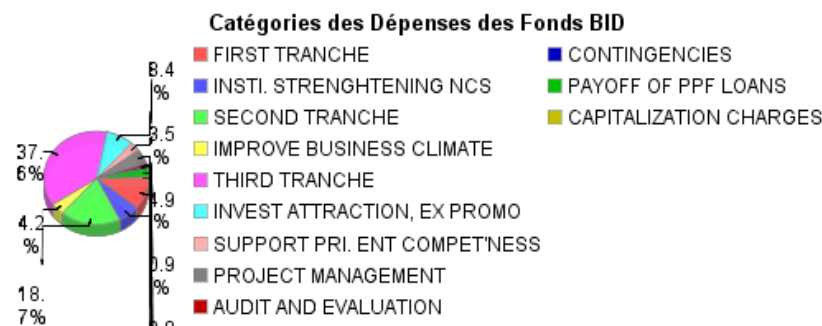 Catégories des Dépenses des Fonds BID
FIRST TRANCHE
INSTI. STRENGHTENING NCS
SECOND TRANCHE
IMPROVE BUSINESS CLIMATE
THIRD TRANCHE
INVEST ATTRACTION, EX PROMO
SUPPORT PRI. ENT COMPET'NESS
PROJECT MANAGEMENT
AUDIT AND EVALUATION
CONTINGENCIES
PAYOFF OF PPF LOANS
CAPITALIZATION CHARGES
37.
6%
4.2
%
18.
7%
8.4
%
3.5
%
4.9
%
0.9
%